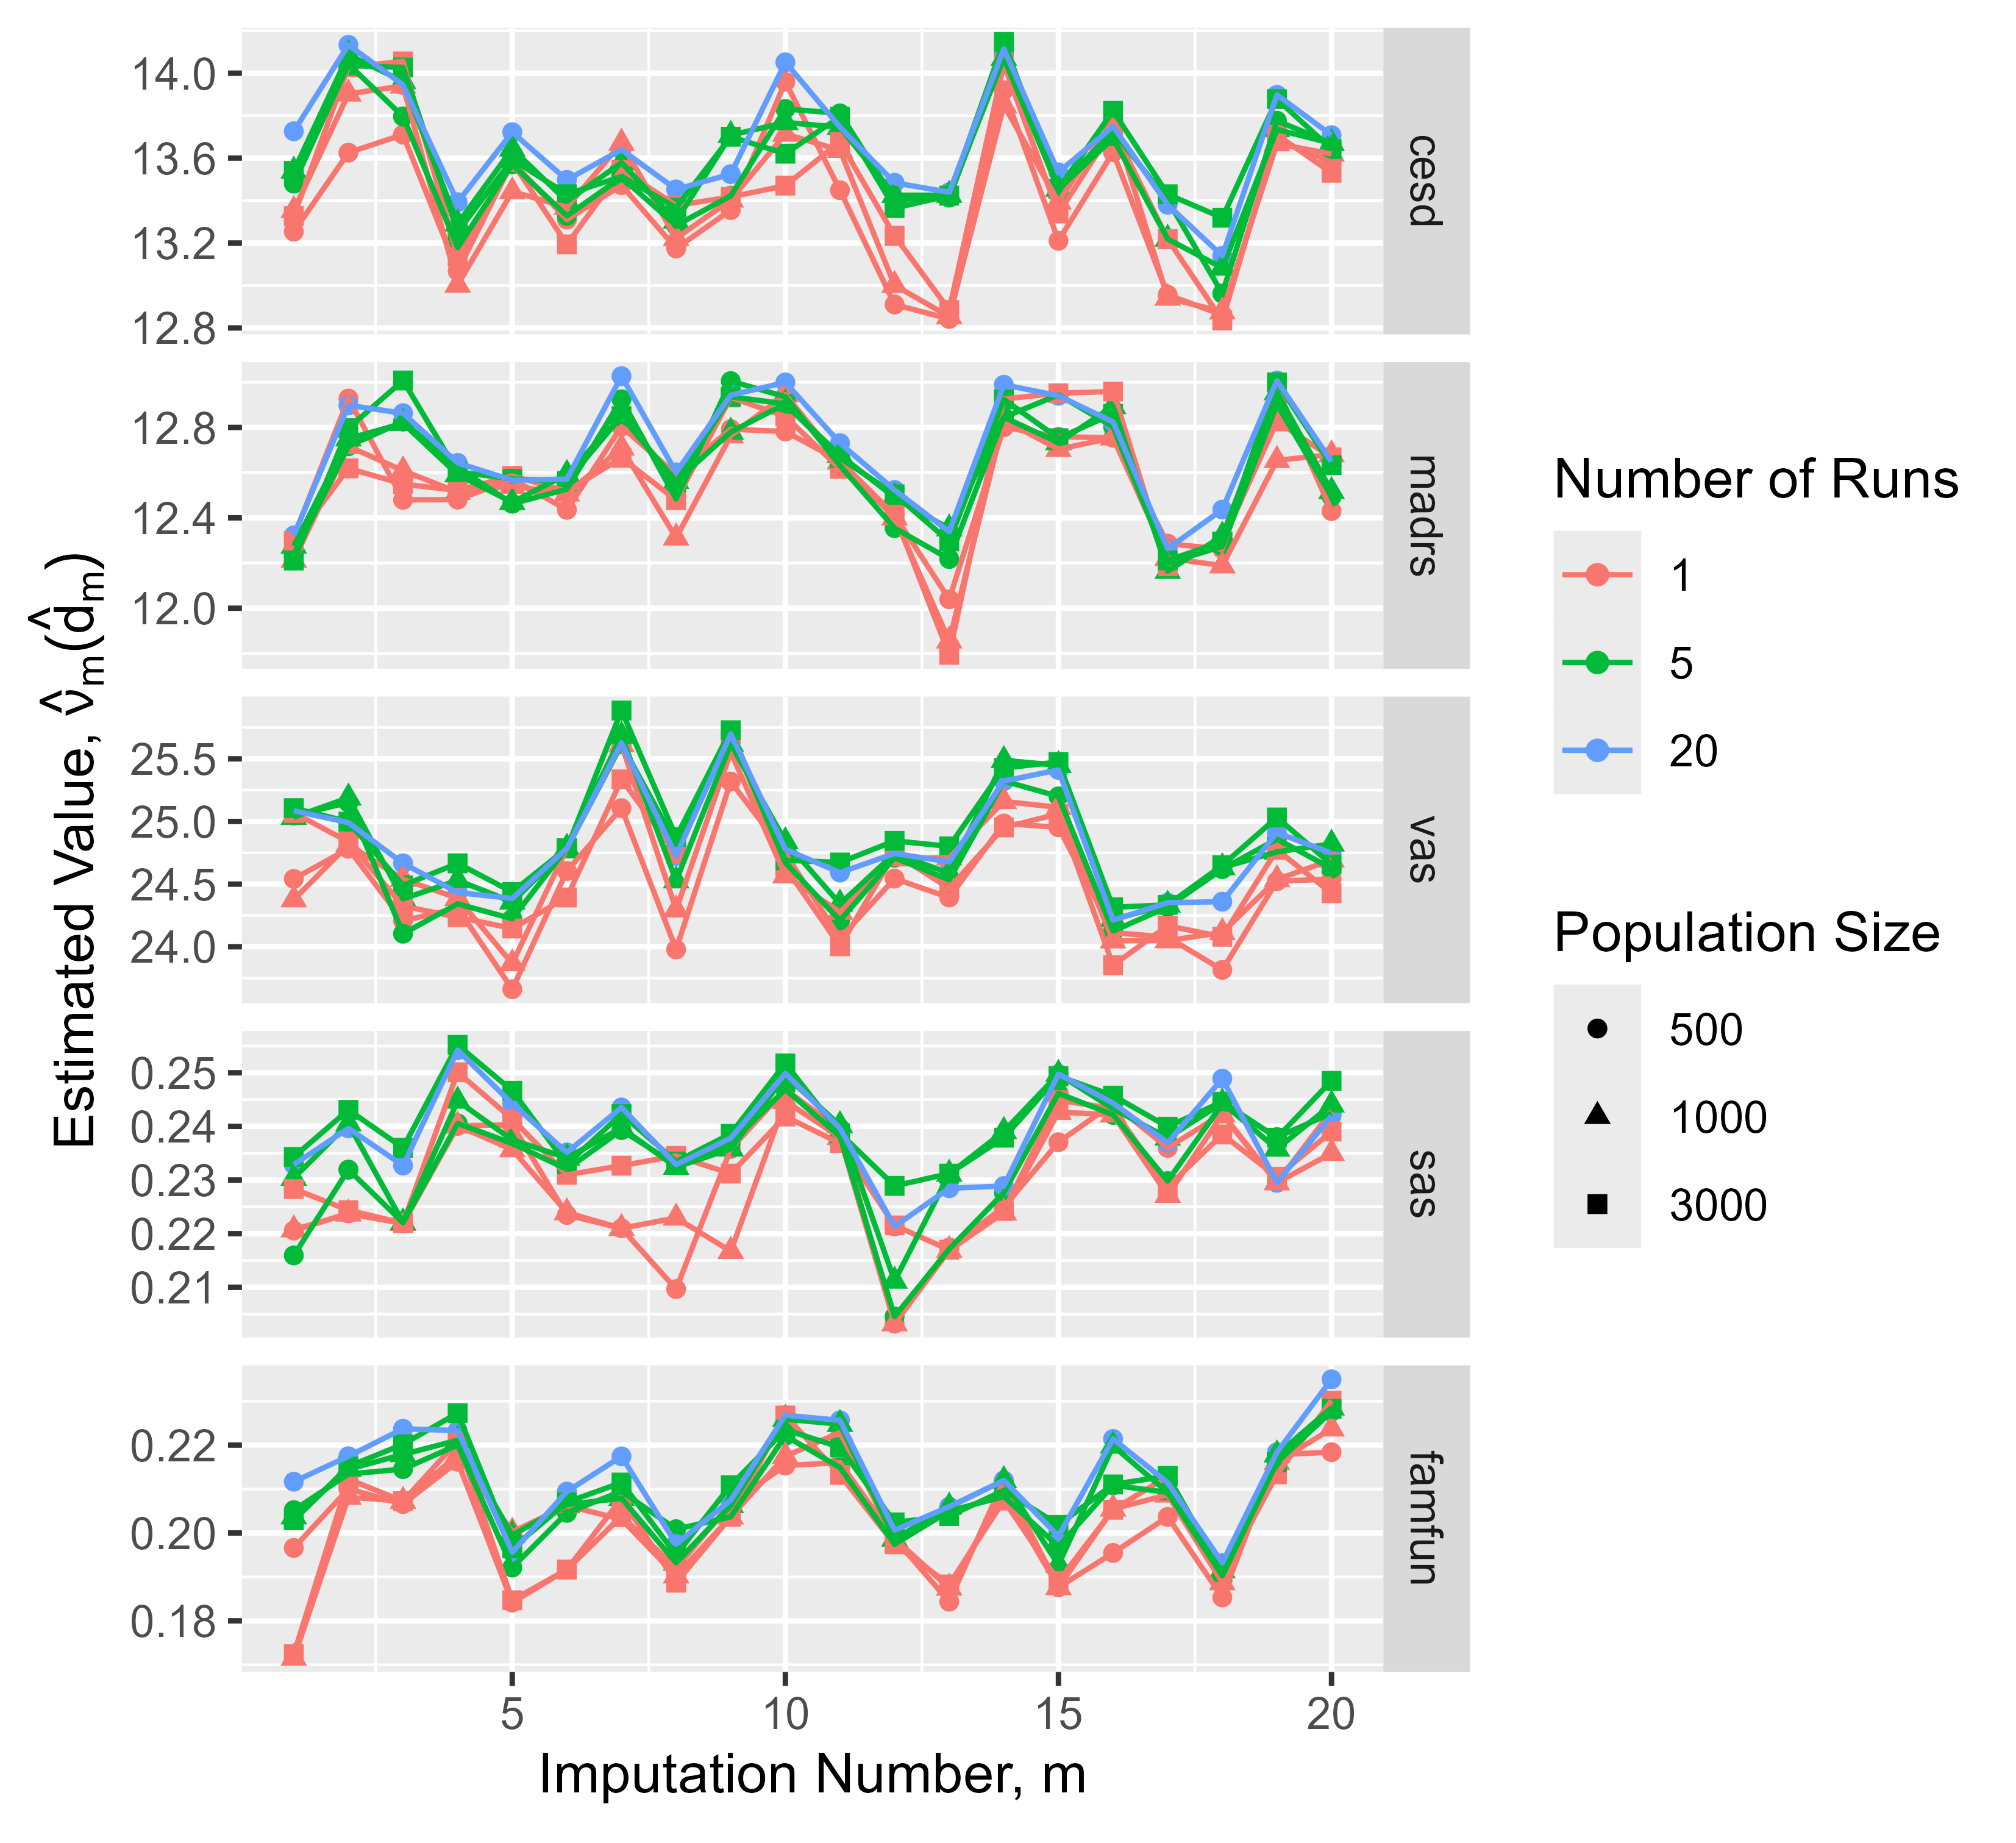 Estimated Value, v̂m(d̂m)
14.0
13.6
13.2
12.8
cesd
12.8
12.4
12.0
madrs
25.5
25.0
24.5
24.0
vas
0.25
0.24
0.23
0.22
0.21
sas
0.22
0.20
0.18
famfun
5 10 15 20
Imputation Number, m
Number of Runs
1
5
20
Population Size
500
1000
3000